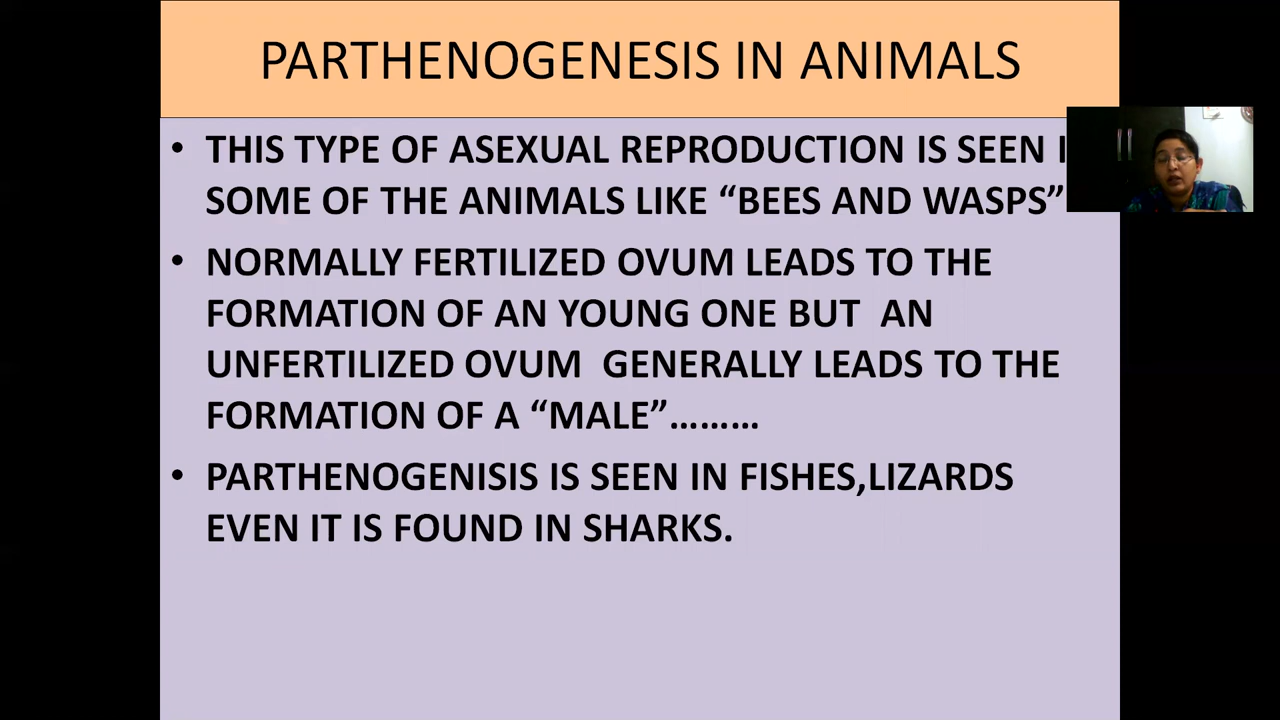 PARTHENOGENESIS IN ANIMALS
• THIS TYPE OF ASEXUAL REPRODUCTION IS SEEN
SOME OF THE ANIMALS LIKE “BEES AND WASPS”
• NORMALLY FERTILIZED OVUM LEADS TO THE
FORMATION OF AN YOUNG ONE BUT AN
UNFERTILIZED OVUM GENERALLY LEADS TO THE
FORMATION OF A “MALE”………
• PARTHENOGENISIS IS SEEN IN FISHES,LIZARDS
EVEN IT IS FOUND IN SHARKS.